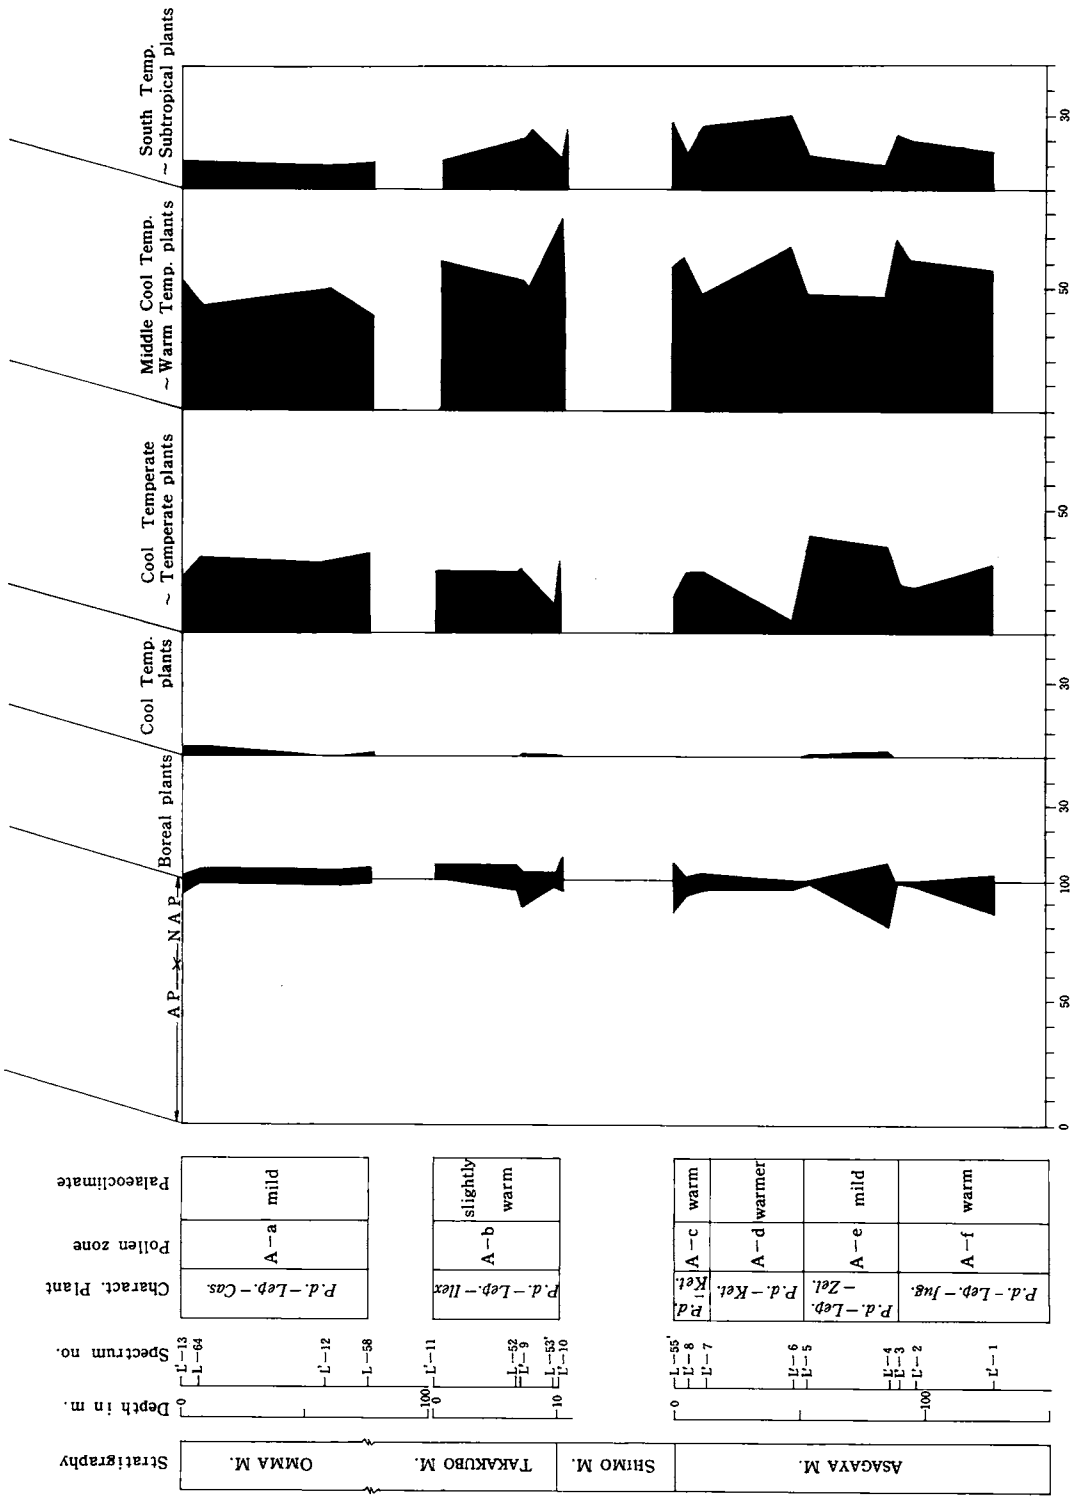 South Temp.
~ Subtropical plants
Middle Cool Temp.
~ Warm Temp. plants
Cool Temperate
~ Temperate plants
Cool Temp.
plants
Boreal plants
AP × NAP
30
50
50
30
30
100
50
0
Palaeoclimate
mild
slightly
warm
warm
warmer
mild
warm
Pollen zone
A-a
A-b
A-c
A-d
A-e
A-f
Charact. Plant
P.d.-Lep.-Cas.
P.d.-Lep.-Ilex
P.d.
-Ket.
P.d.-Ket.
P.d.-Lep.
-Zel.
P.d.-Lep.-Jug.
Spectrum no.
L'-13
L-64
L'-12
L-58
L'-11
L-52
L'-9
L-53'
L'-10
L-55'
L'-8
L'-7
L'-6
L'-5
L'-4
L'-3
L'-2
L'-1
Depth in m.
0
100
0
10
0
100
Stratigraphy
OMMA M.
TAKAKUBO M.
SHIMO M.
ASAGAYA M.